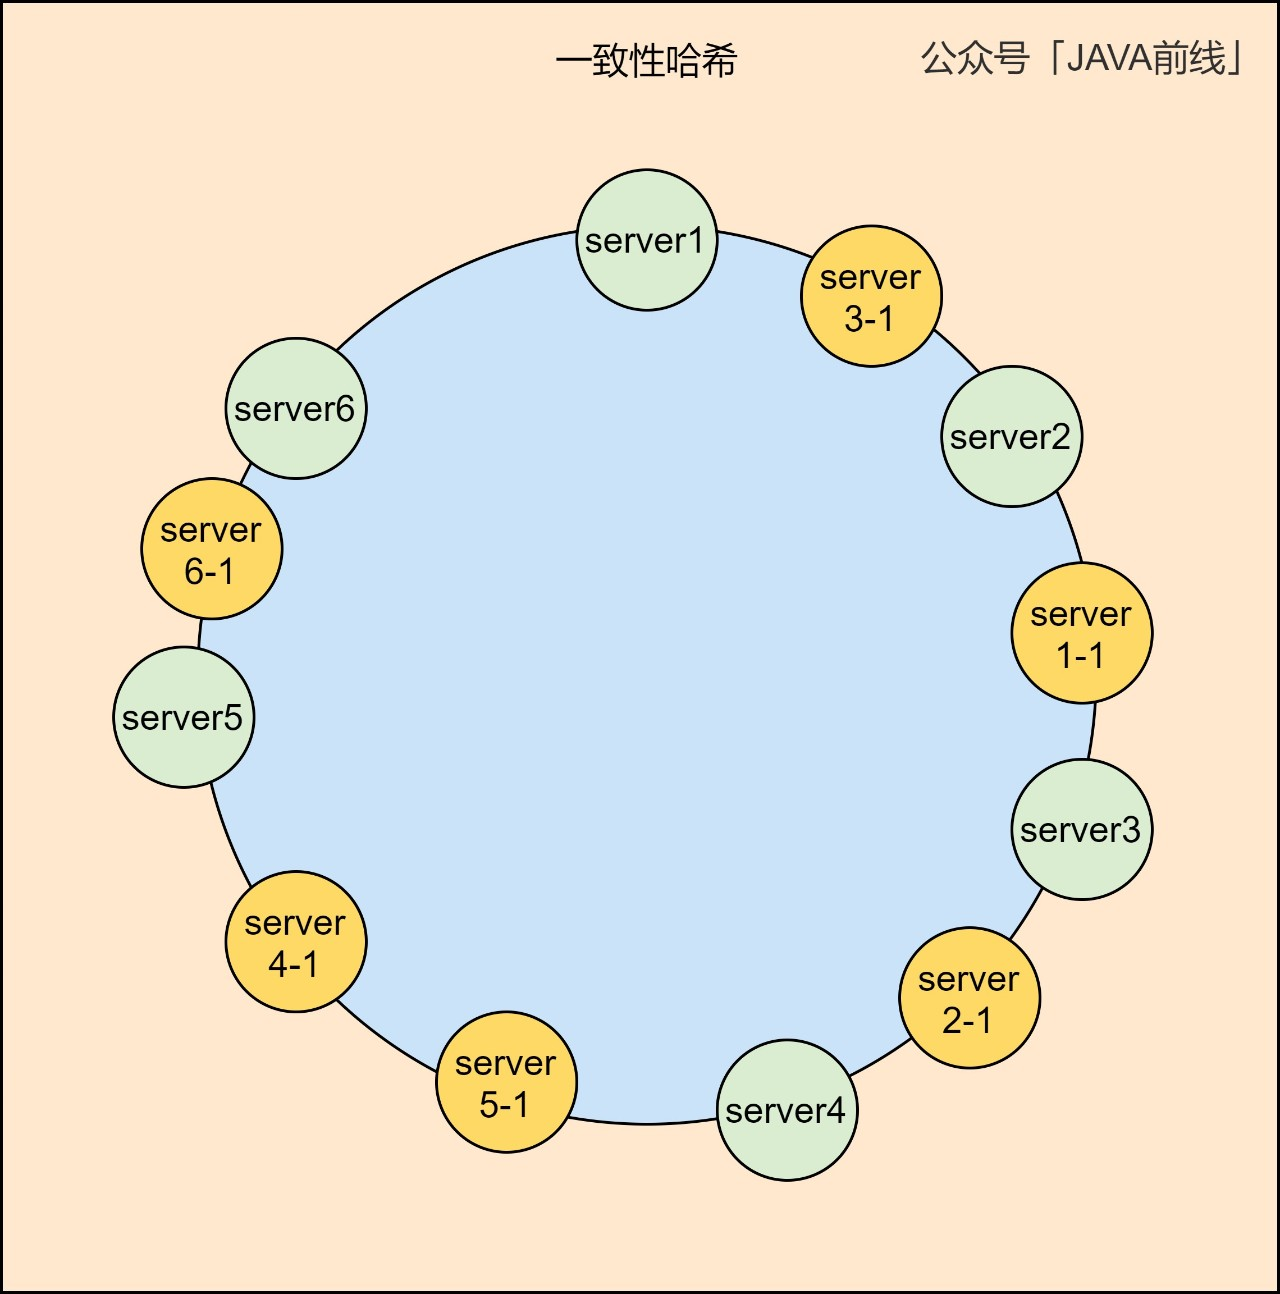 一致性哈希
公众号「JAVA前线」
server1
server
3-1
server2
server6
server
6-1
server
1-1
server5
server3
server
4-1
server
2-1
server
5-1
server4